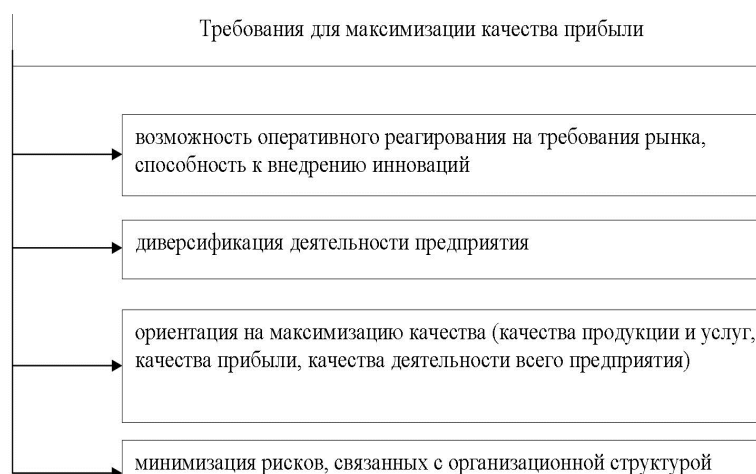 Требования для максимизации качества прибыли
возможность оперативного реагирования на требования рынка,
способность к внедрению инноваций
диверсификация деятельности предприятия
ориентация на максимизацию качества (качества продукции и услуг,
качества прибыли, качества деятельности всего предприятия)
минимизация рисков, связанных с организационной структурой